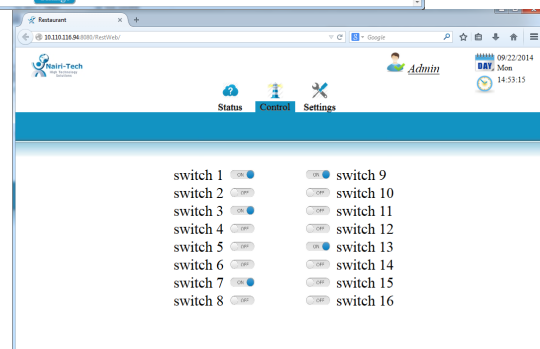 Restaurant
10.110.116.94:8080/RestWeb/
Google
Nairi-Tech
Web Technology
Solutions
Admin
DAY
09/22/2014
Mon
14:53:15
Status Control Settings
switch 1 ON ON switch 9
switch 2 OFF OFF switch 10
switch 3 ON OFF switch 11
switch 4 OFF OFF switch 12
switch 5 OFF ON switch 13
switch 6 OFF OFF switch 14
switch 7 ON OFF switch 15
switch 8 OFF OFF switch 16